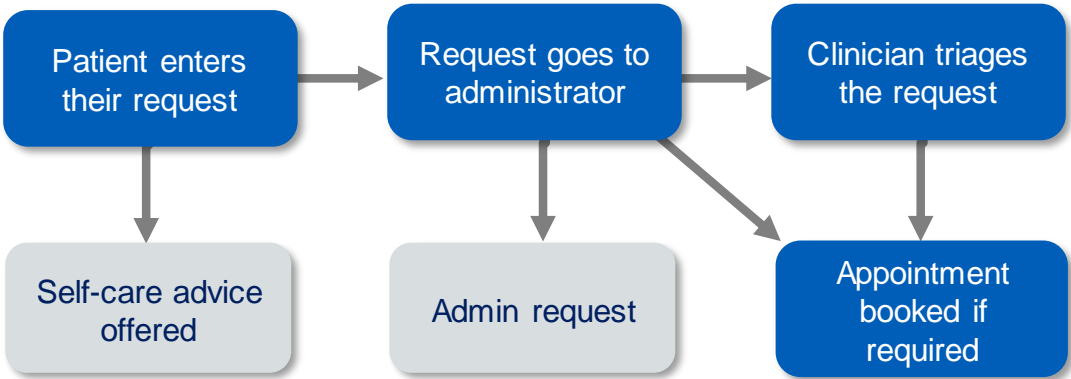 Patient enters
their request
Request goes to
administrator
Clinician triages
the request
Self-care advice
offered
Admin request
Appointment
booked if
required